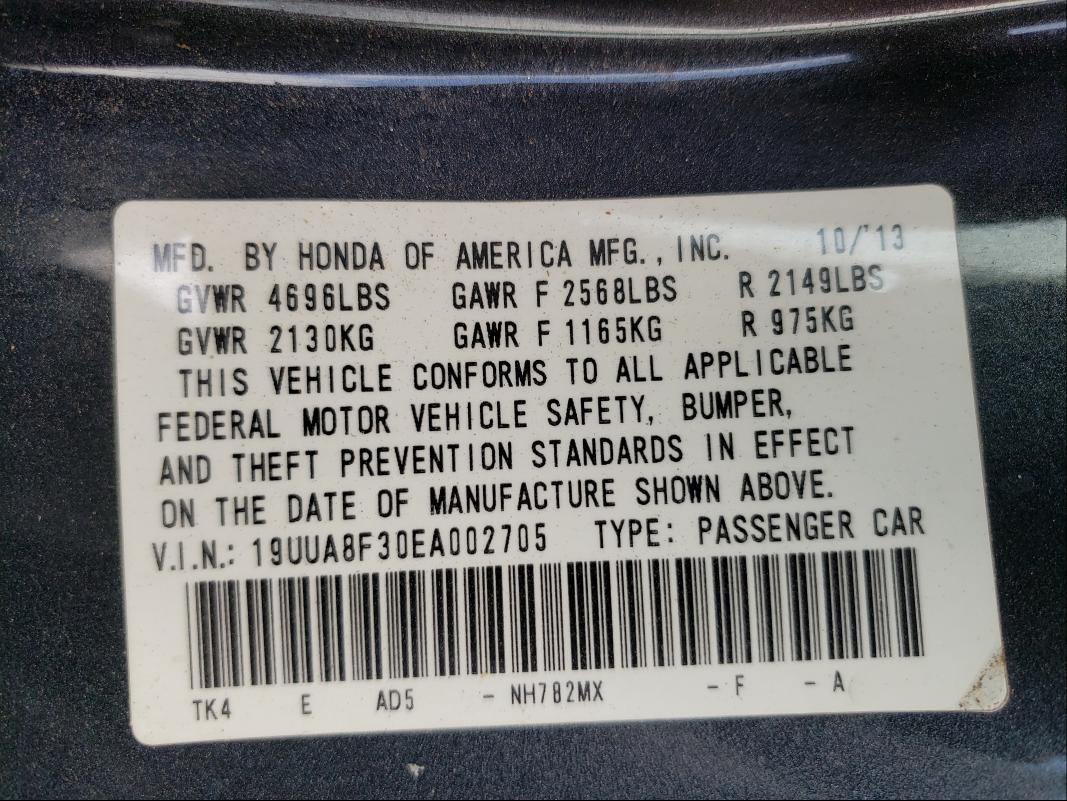 MFD. BY HONDA OF AMERICA MFG., INC. 10/'13
GVWR 4696LBS GAWR F 2568LBS R 2149LBS
GVWR 2130KG GAWR F 1165KG R 975KG
THIS VEHICLE CONFORMS TO ALL APPLICABLE
FEDERAL MOTOR VEHICLE SAFETY, BUMPER,
AND THEFT PREVENTION STANDARDS IN EFFECT
ON THE DATE OF MANUFACTURE SHOWN ABOVE.
V.I.N.: 19UUA8F30EA002705 TYPE: PASSENGER CAR
TK4 E AD5 - NH782MX - F - A